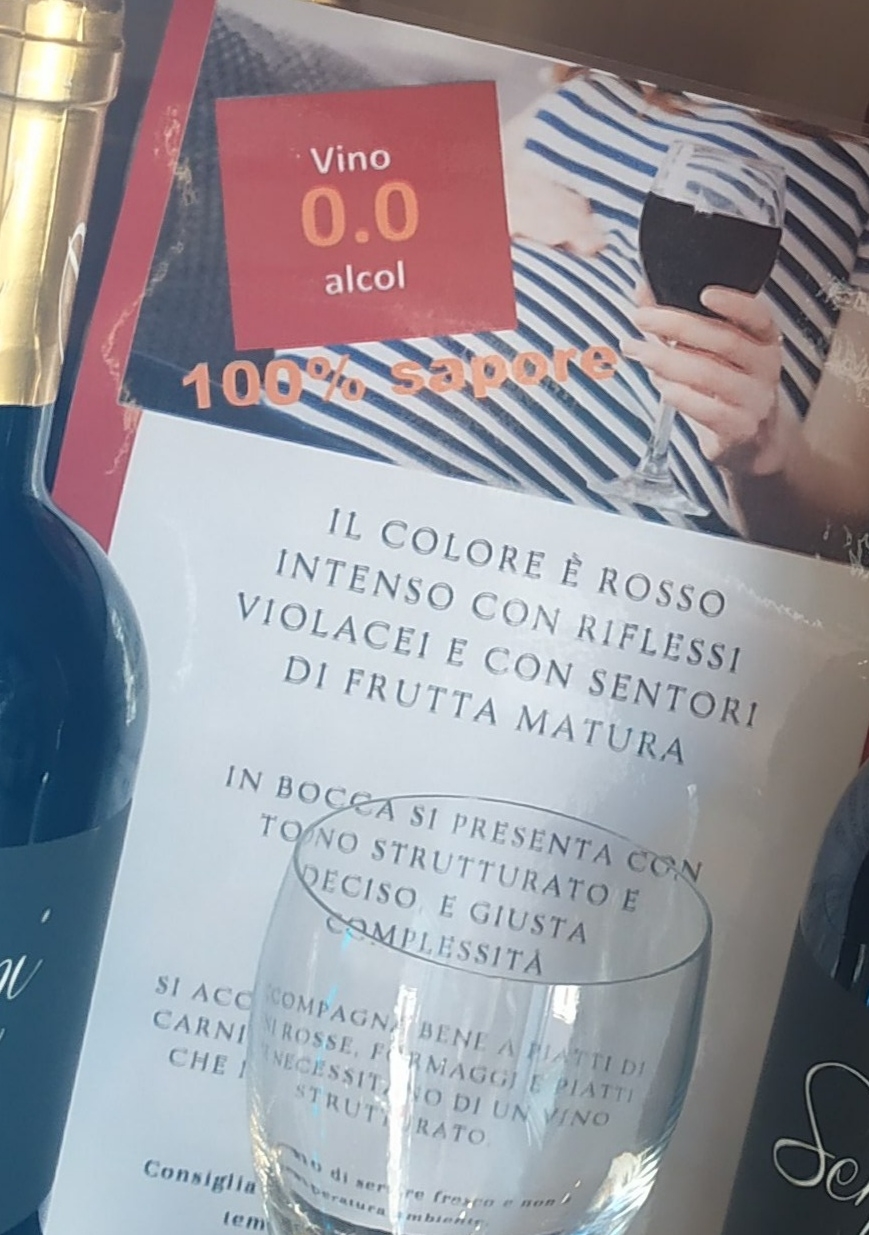 Vino
0.0
alcol
100% sapore
IL COLORE È ROSSO
INTENSO CON RIFLESSI
VIOLACEI E CON SENTORI
DI FRUTTA MATURA
IN BOCCA SI PRESENTA CON
TONO STRUTTURATO E
DECISO, E GIUSTA
COMPLESSITÀ
SI ACCOMPAGNA BENE A PIATTI DI
CARNI ROSSE, FORMAGGI E PIATTI
CHE NECESSITANO DI UN VINO
STRUTTURATO.
di servire fresco e non
temperatura ambiente.